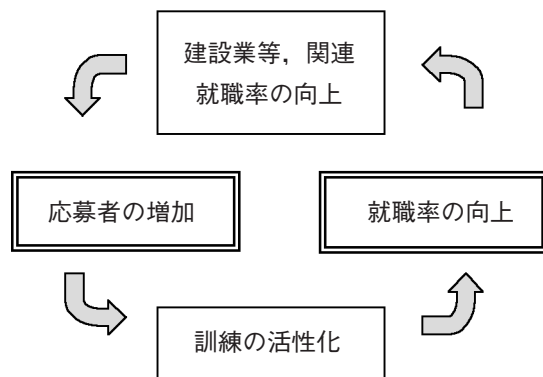 建設業等，関連
就職率の向上
応募者の増加
就職率の向上
訓練の活性化